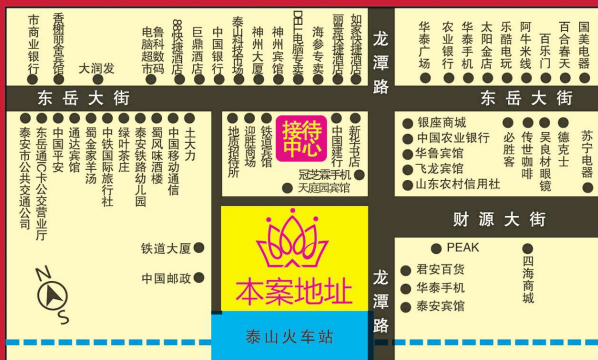 市商业银行
香榭丽舍宾馆
大润发
电脑超市
鲁科数码
88快捷酒店
巨鼎酒店
中国银行
泰山科技市场
神州大厦
神州宾馆
DELL电脑专卖
海参专卖
丽景快捷酒店
如家快捷酒店
龙潭路
华泰广场
农业银行
华泰手机
太阳金店
乐酷电玩
阿牛米线
百乐门
百合春天
国美电器
东岳大街
东岳大街
泰安市公共交通公司
东岳通IC卡公交营业厅
中国平安
通达宾馆
蜀金家羊汤
中铁国际旅行社
绿叶茶庄
泰安铁路幼儿园
蜀风味酒楼
中国移动通信
土大力
地质招待所
迎胜商场
铁道宾馆
接待
中心
中国建行
新华书店
冠芝霖手机
天庭园宾馆
银座商城
中国农业银行
华鲁宾馆
飞龙宾馆
山东农村信用社
必胜客
传世咖啡
吴良材眼镜
德克士
苏宁电器
财源大街
铁道大厦
中国邮政
N
S
本案地址
泰山火车站
龙潭路
PEAK
君安百货
华泰手机
泰安宾馆
四海商城